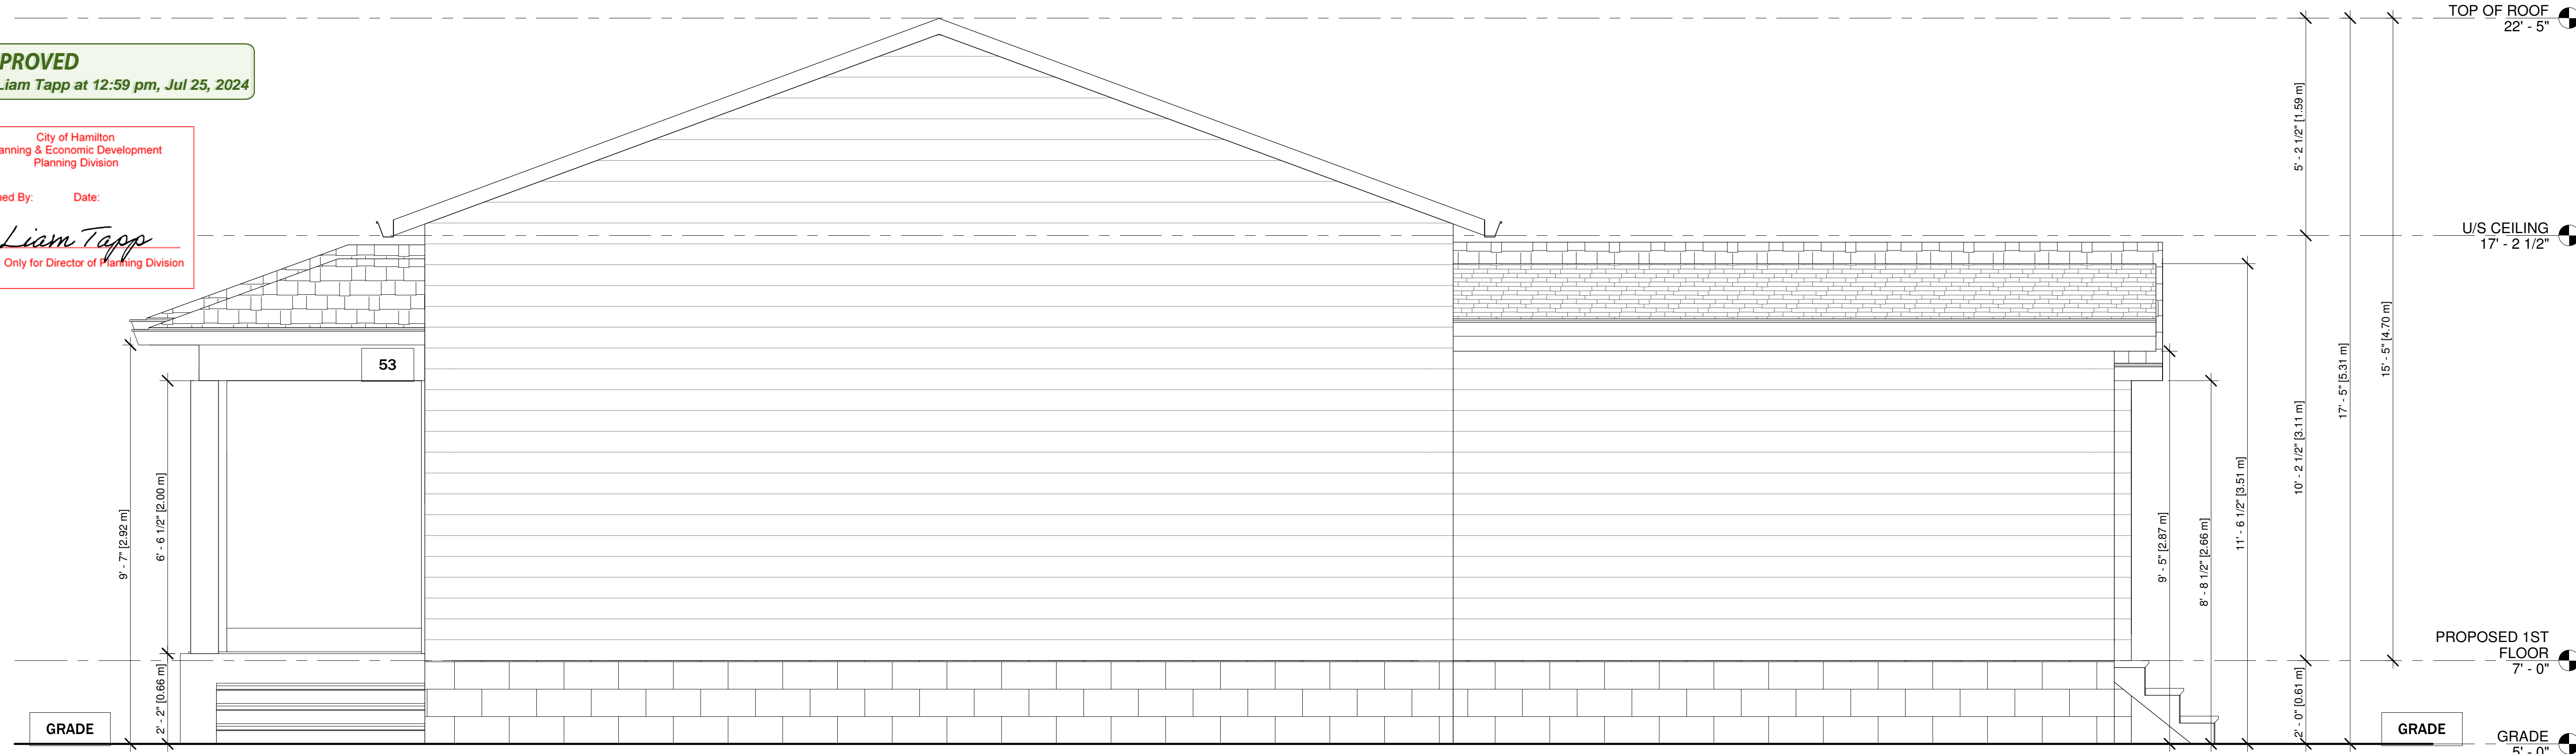 TOP OF ROOF
22' - 5"
PROVED
Liam Tapp at 12:59 pm, Jul 25, 2024
City of Hamilton
anning & Economic Development
Planning Division
ned By: Date:
Liam Tapp
Only for Director of Planning Division
5' - 2 1/2" [1.59 m]
U/S CEILING
17' - 2 1/2"
53
15' - 5" [4.70 m]
17' - 5" [5.31 m]
10' - 2 1/2" [3.11 m]
11' - 6 1/2" [3.51 m]
8' - 8 1/2" [2.66 m]
9' - 5" [2.87 m]
9' - 7" [2.92 m]
6' - 6 1/2" [2.00 m]
2' - 2" [0.66 m]
PROPOSED 1ST
FLOOR
7' - 0"
2' - 0" [0.61 m]
GRADE
GRADE
GRADE
5' - 0"